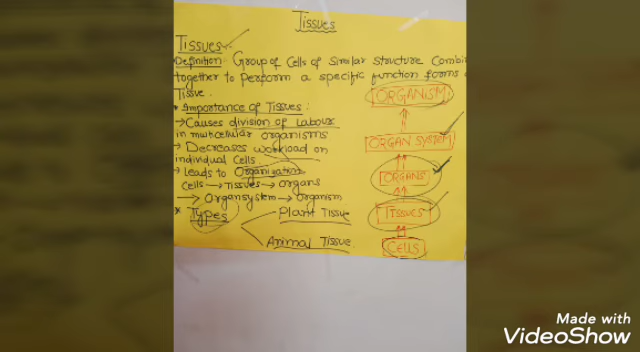 Tissues
Tissues
Definition Group of Cells of Similar Structure Combin
together to Perform a specific function forms
Tissue.
* Importance of Tissues:
→ Causes division of Labour
in multicellular organisms
→ Decreases workload on
individual Cells
→ Leads to Organization
Cells → Tissues → Organs
→ Organsystem → Organism
* Types
Plant Tissue
Animal Tissue
ORGANISM
ORGAN SYSTEM
ORGANS
TISSUES
CELLS
Made with
VideoShow